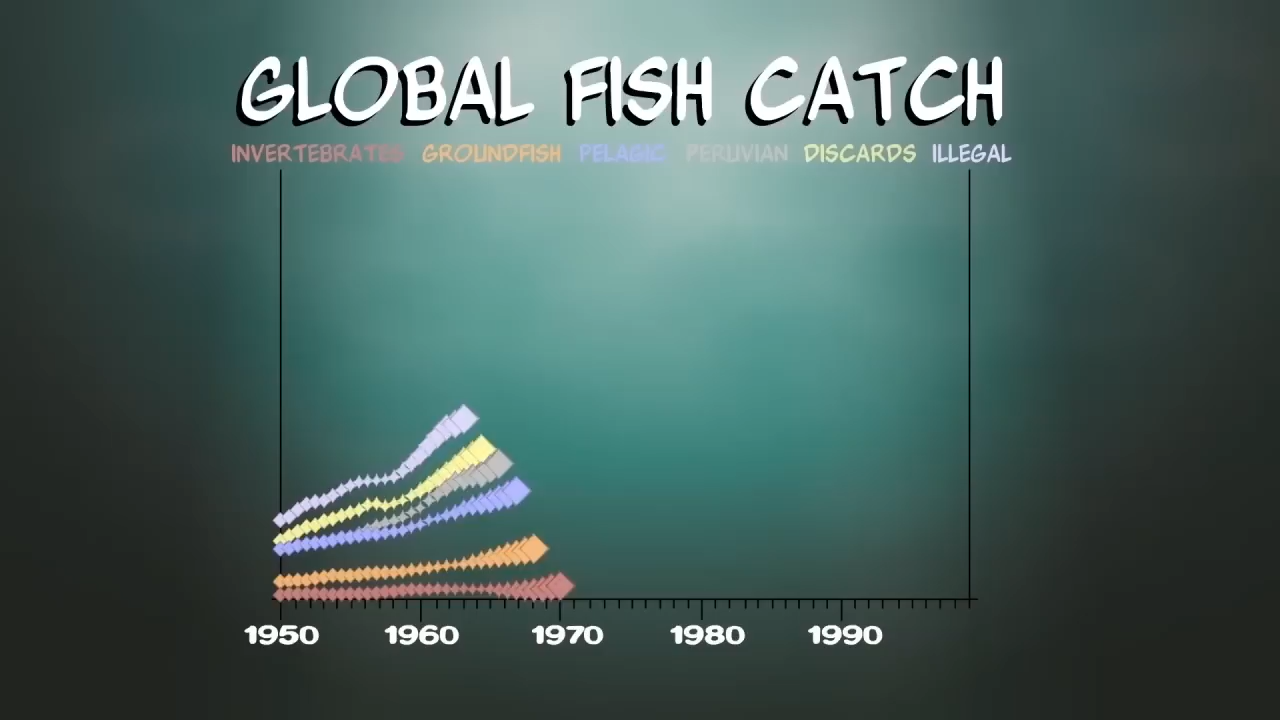 GLOBAL FISH CATCH
INVERTEBRATES GROUNDFISH PELAGIC PERUVIAN DISCARDS ILLEGAL
1950 1960 1970 1980 1990